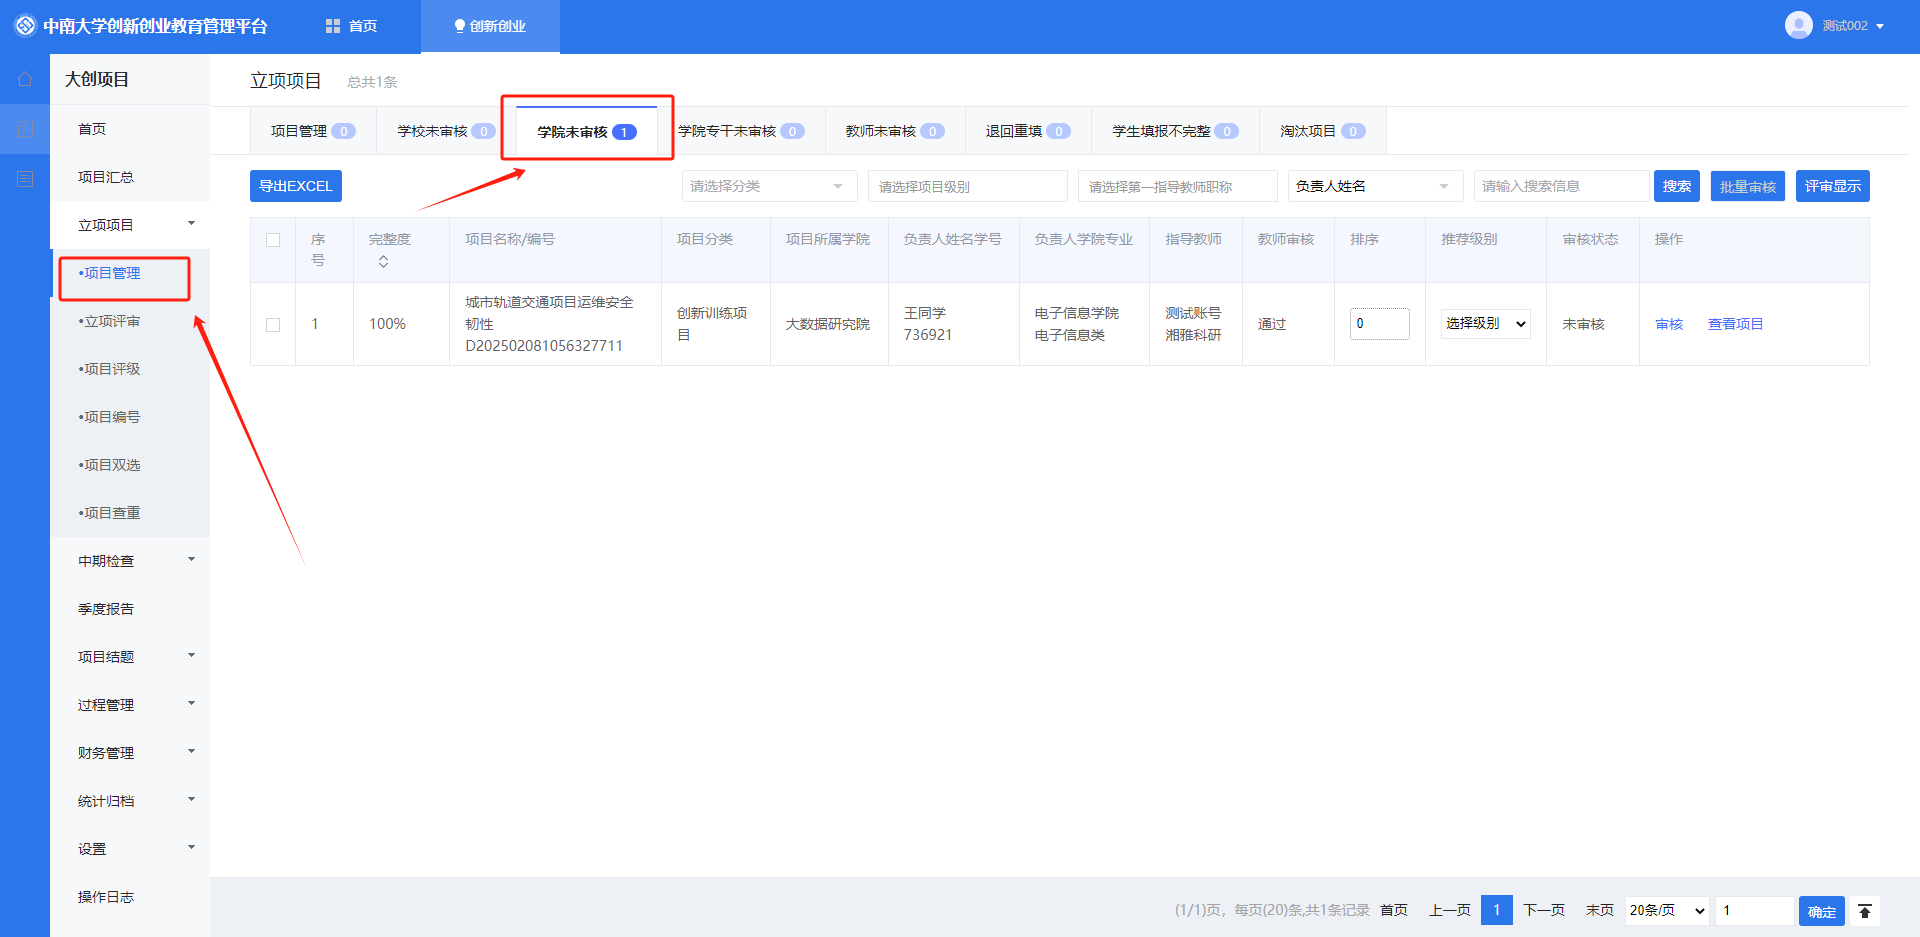 中南大学创新创业教育管理平台
首页
创新创业
测试002
大创项目
首页
项目汇总
立项项目
•项目管理
•立项评审
•项目评级
•项目编号
•项目双选
•项目查重
中期检查
季度报告
项目结题
过程管理
财务管理
统计归档
设置
操作日志
立项项目 总共1条
项目管理 0
学校未审核 0
学院未审核 1
学院专干未审核 0
教师未审核 0
退回重填 0
学生填报不完整 0
淘汰项目 0
导出EXCEL
请选择分类
请选择项目级别
请选择第一指导教师职称
负责人姓名
请输入搜索信息
搜索
批量审核
评审显示
序号
完整度
项目名称/编号
项目分类
项目所属学院
负责人姓名学号
负责人学院专业
指导教师
教师审核
排序
推荐级别
审核状态
操作
1
100%
城市轨道交通项目运维安全
韧性
D202502081056327711
创新训练项
目
大数据研究院
王同学
736921
电子信息学院
电子信息类
测试账号
湘雅科研
通过
0
选择级别
未审核
审核
查看项目
(1/1)页，每页(20)条,共1条记录
首页
上一页
1
下一页
末页
20条/页
1
确定